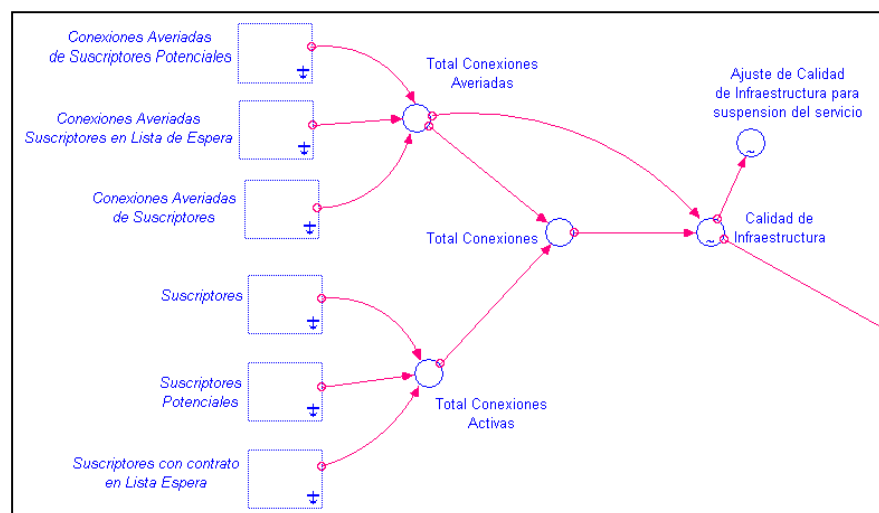 Conexiones Averiadas
de Suscriptores Potenciales
Total Conexiones
Averiadas
Ajuste de Calidad
de Infraestructura para
suspension del servicio
Conexiones Averiadas
Suscriptores en Lista de Espera
Conexiones Averiadas
de Suscriptores
Total Conexiones
Calidad de
Infraestructura
Suscriptores
Suscriptores
Potenciales
Total Conexiones
Activas
Suscriptores con contrato
en Lista Espera